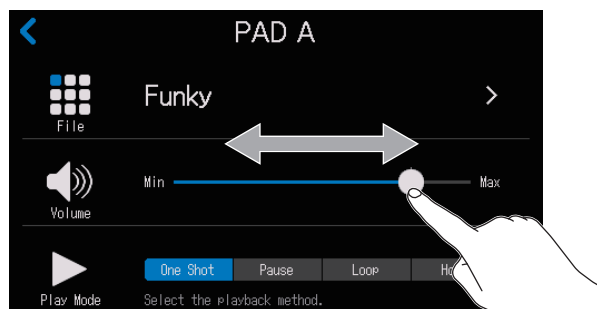 PAD A
Funky
File
Min Max
Volume
One Shot Pause Loop
Play Mode Select the playback method.